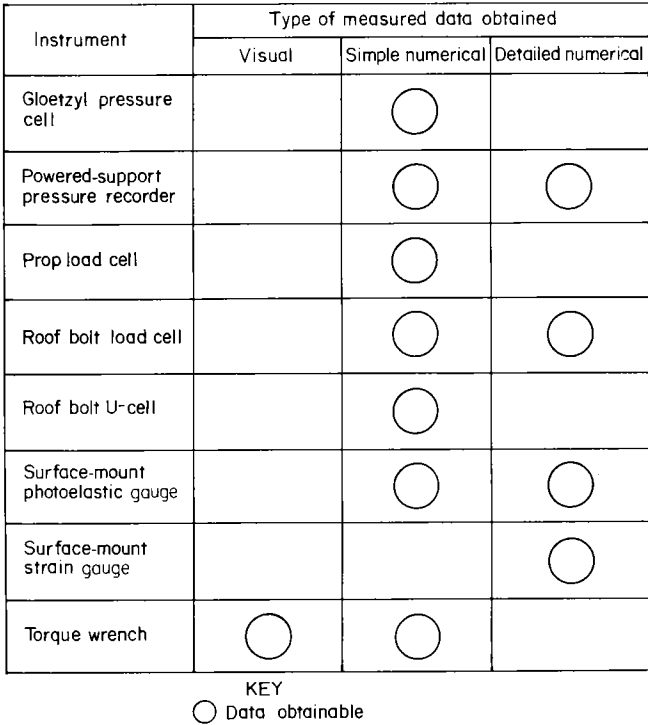 Instrument
Type of measured data obtained
Visual
Simple numerical
Detailed numerical
Gloetzyl pressure
cell
Powered-support
pressure recorder
Prop load cell
Roof bolt load cell
Roof bolt U-cell
Surface-mount
photoelastic gauge
Surface-mount
strain gauge
Torque wrench
KEY
Data obtainable